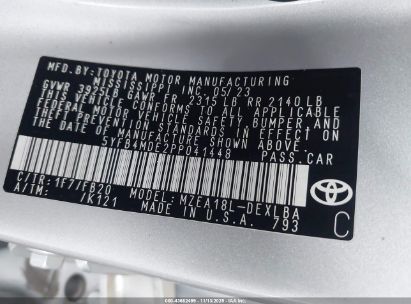 MFD.BY:TOYOTA MOTOR MANUFACTURING
MISSISSIPPI, INC. 05/23
GVWR 3925LB GAWR FR 2315 LB RR 2140 LB
THIS VEHICLE CONFORMS TO ALL APPLICABLE
FEDERAL MOTOR VEHICLE SAFETY, BUMPER, AND
THEFT PREVENTION STANDARDS IN EFFECT ON
THE DATE OF MANUFACTURE SHOWN ABOVE.
5YFB4MDE2PP041448 PASS.CAR
C/TR: 1F7/FB20 MODEL: MZEA18L-DEXLBA
A/TM: /K121 MADE IN U.S.A. 793
TOYOTA
C